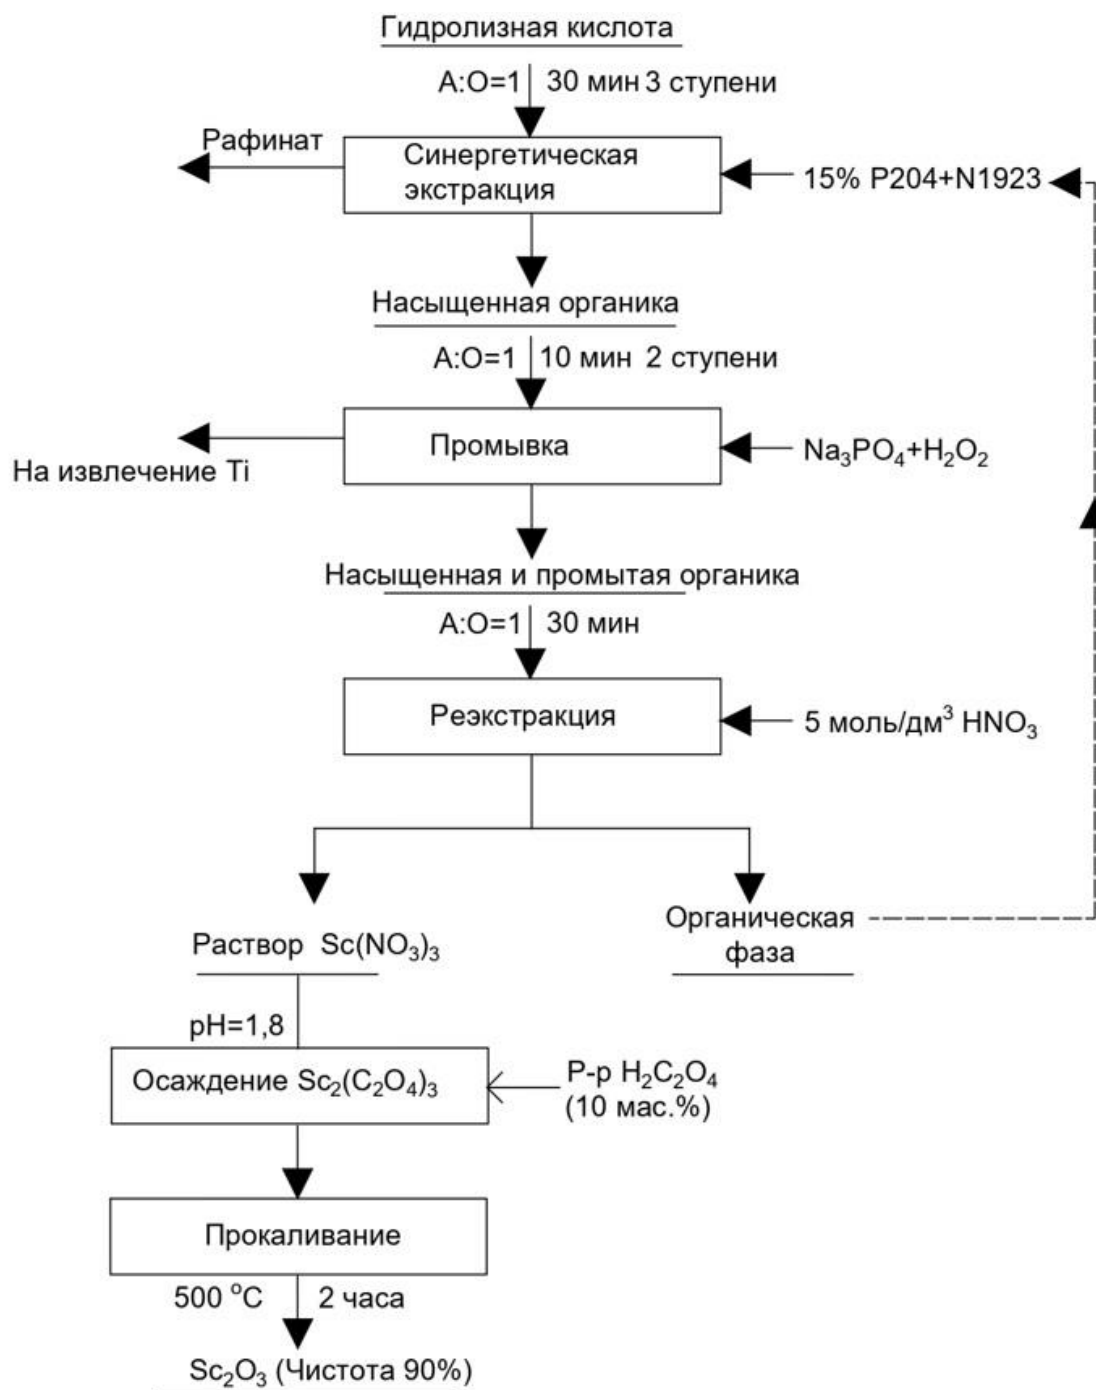 Гидролизная кислота
A:O=1 30 мин 3 ступени
Рафинат
Синергетическая
экстракция
15% P204+N1923
Насыщенная органика
A:O=1 10 мин 2 ступени
Промывка
На извлечение Ti
Na₃PO₄+H₂O₂
Насыщенная и промытая органика
A:O=1 30 мин
Реэкстракция
5 моль/дм³ HNO₃
Раствор Sc(NO₃)₃
Органическая
фаза
pH=1,8
Осаждение Sc₂(C₂O₄)₃
Р-р H₂C₂O₄
(10 мас.%)
Прокаливание
500 °C 2 часа
Sc₂O₃ (Чистота 90%)